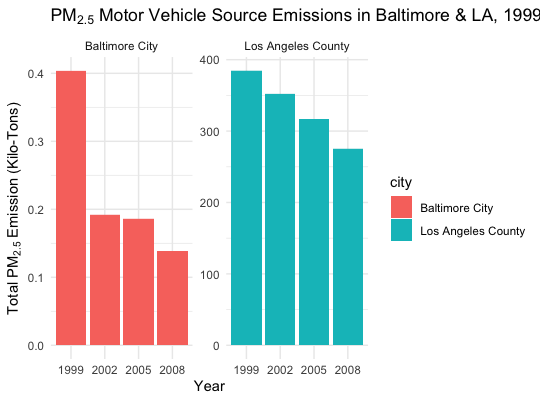 PM2.5 Motor Vehicle Source Emissions in Baltimore & LA, 1999
Baltimore City
Los Angeles County
Total PM2.5 Emission (Kilo-Tons)
0.4
0.3
0.2
0.1
0.0
400
300
200
100
0
1999 2002 2005 2008
1999 2002 2005 2008
Year
city
Baltimore City
Los Angeles County